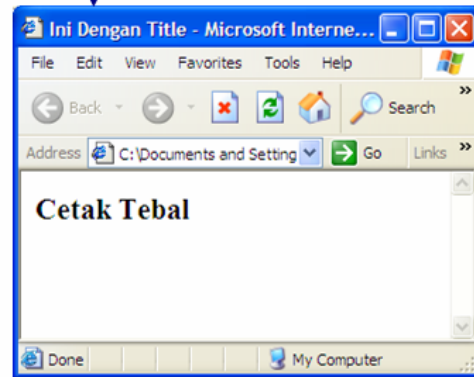 Ini Dengan Title - Microsoft Interne...
File Edit View Favorites Tools Help
Back Search »
Address C:\Documents and Setting Go Links »
Cetak Tebal
Done My Computer